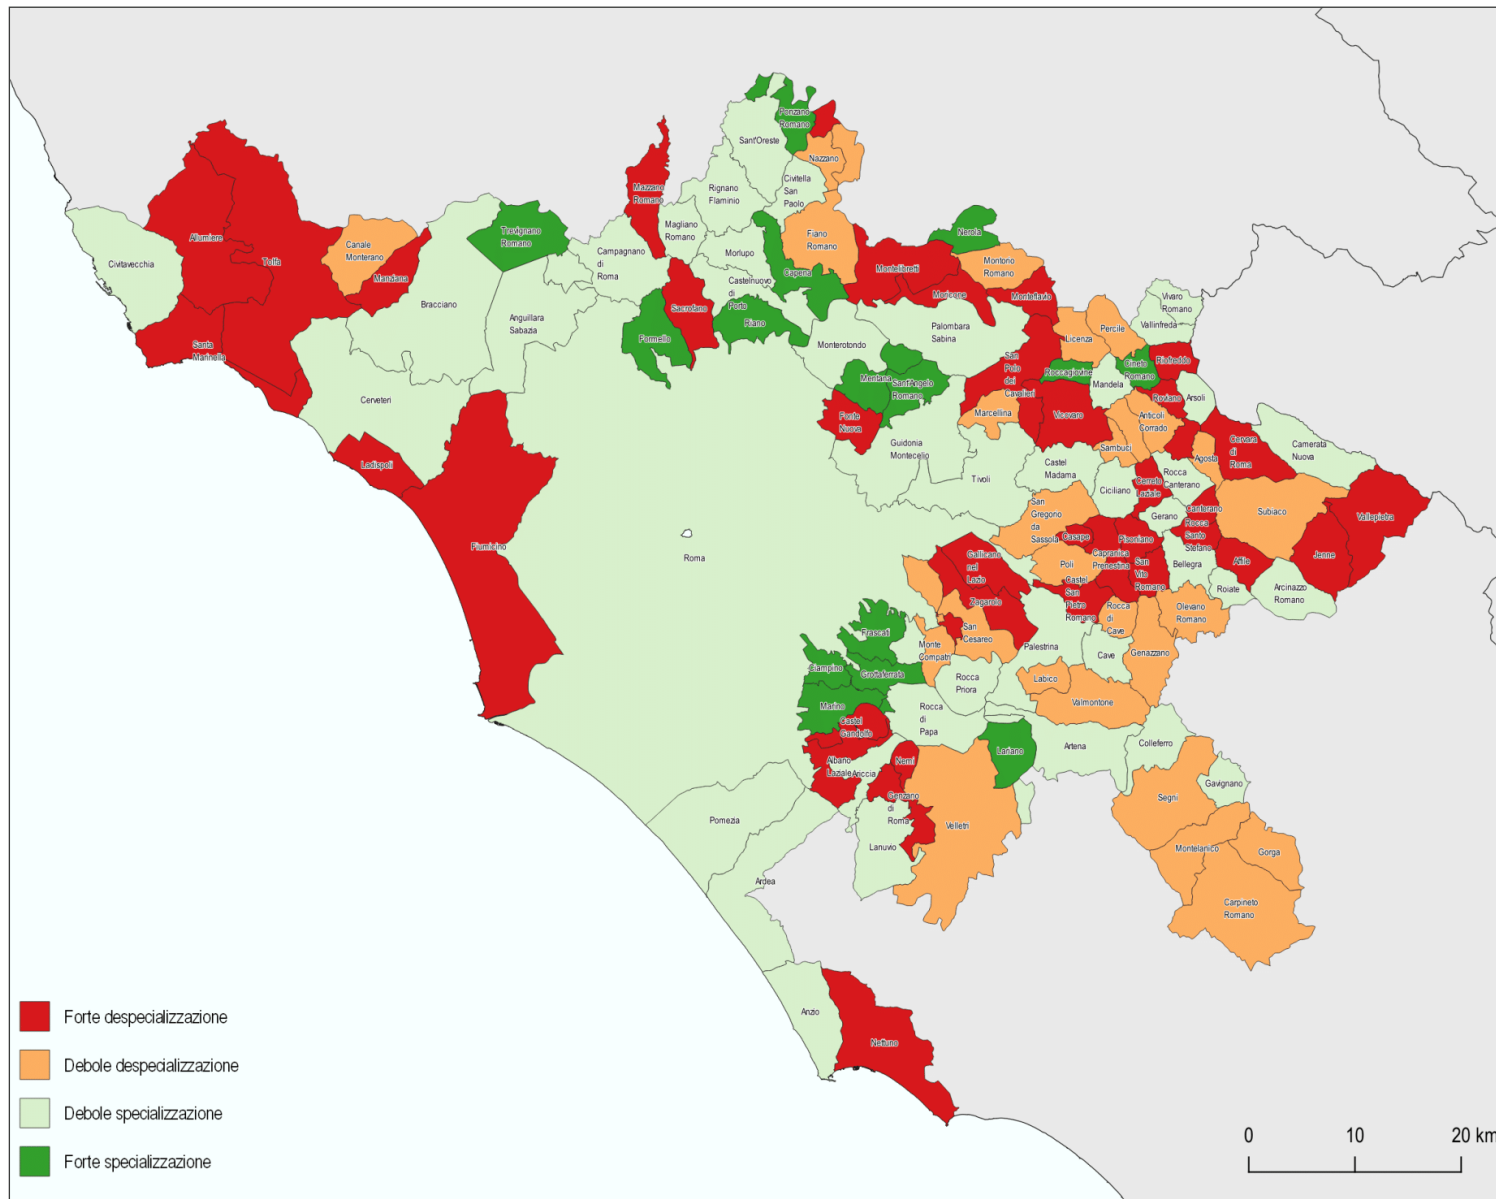 Ponzano
Romano
Sant'Oreste
Nazzano
Civitella
San
Paolo
Mazzano
Romano
Rignano
Flaminio
Magliano
Romano
Trevignano
Romano
Nerola
Fiano
Romano
Allumiere
Canale
Monterano
Campagnano
di
Roma
Morlupo
Civitavecchia
Tolfa
Manziana
Capena
Montelibretti
Montorio
Romano
Castelnuovo
di
Porto
Moricone
Monteflavio
Vivaro
Romano
Vallinfreda
Bracciano
Sacrofano
Anguillara
Sabazia
Riano
Palombara
Sabina
Percile
Licenza
Formello
Monterotondo
Santa
Marinella
San
Polo
dei
Cavalieri
Roccagiovine
Cineto
Romano
Riofreddo
Mentana
Sant'Angelo
Romano
Mandela
Cerveteri
Fonte
Nuova
Marcellina
Vicovaro
Roviano
Arsoli
Anticoli
Corrado
Guidonia
Montecelio
Sambuci
Agosta
Cervara
di
Roma
Camerata
Nuova
Ladispoli
Tivoli
Castel
Madama
Ciciliano
Cerreto
Laziale
Rocca
Canterano
San
Gregorio
da
Sassola
Gerano
Canterano
Rocca
Santo
Stefano
Subiaco
Vallepietra
Fiumicino
Roma
Casape
Pisoniano
Gallicano
nel
Lazio
Poli
Capranica
Prenestina
San
Vito
Romano
Bellegra
Affile
Jenne
Castel
San
Pietro
Romano
Roiate
Arcinazzo
Romano
Zagarolo
Rocca
di
Cave
Olevano
Romano
Frascati
San
Cesareo
Monte
Compatri
Palestrina
Cave
Genazzano
Ciampino
Grottaferrata
Rocca
Priora
Labico
Valmontone
Marino
Castel
Gandolfo
Rocca
di
Papa
Lariano
Artena
Colleferro
Albano
Laziale
Ariccia
Nemi
Genzano
di
Roma
Segni
Gavignano
Pomezia
Velletri
Lanuvio
Montelanico
Gorga
Ardea
Carpineto
Romano
Anzio
Nettuno
Forte despecializzazione
Debole despecializzazione
Debole specializzazione
Forte specializzazione
0 10 20 km